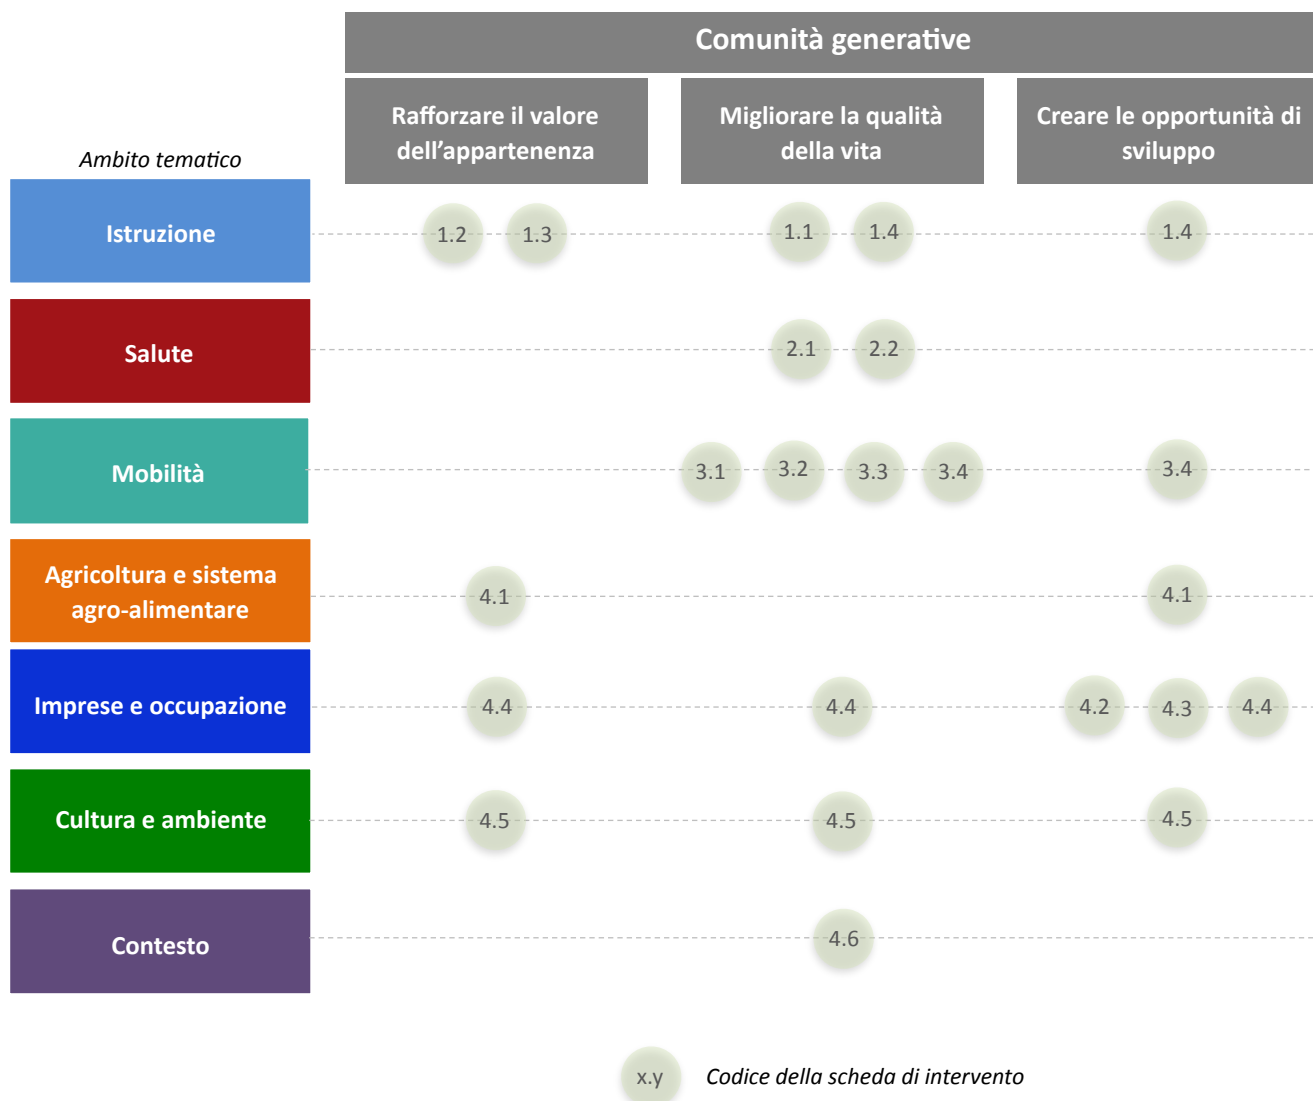 Comunità generative
Rafforzare il valore
dell'appartenenza
Migliorare la qualità
della vita
Creare le opportunità di
sviluppo
Ambito tematico
Istruzione
1.2 1.3 1.1 1.4 1.4
Salute
2.1 2.2
Mobilità
3.1 3.2 3.3 3.4 3.4
Agricoltura e sistema
agro-alimentare
4.1 4.1
Imprese e occupazione
4.4 4.4 4.2 4.3 4.4
Cultura e ambiente
4.5 4.5 4.5
Contesto
4.6
x.y Codice della scheda di intervento